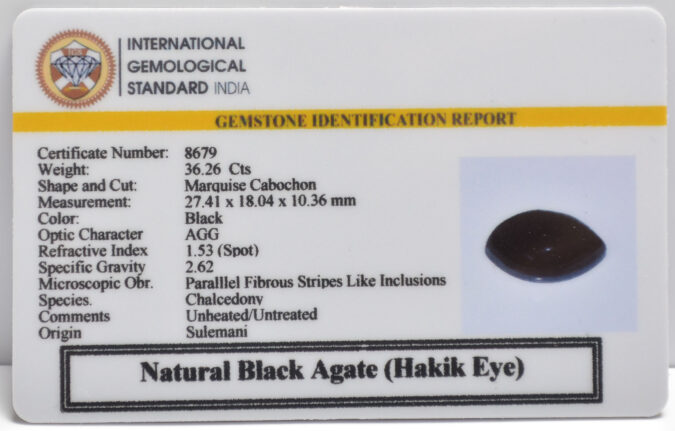 IGS
INTERNATIONAL
GEMOLOGICAL
STANDARD INDIA
GEMSTONE IDENTIFICATION REPORT
Certificate Number: 8679
Weight: 36.26 Cts
Shape and Cut: Marquise Cabochon
Measurement: 27.41 x 18.04 x 10.36 mm
Color: Black
Optic Character AGG
Refractive Index 1.53 (Spot)
Specific Gravity 2.62
Microscopic Obr. Paralllel Fibrous Stripes Like Inclusions
Species. Chalcedony
Comments Unheated/Untreated
Origin Sulemani
Natural Black Agate (Hakik Eye)